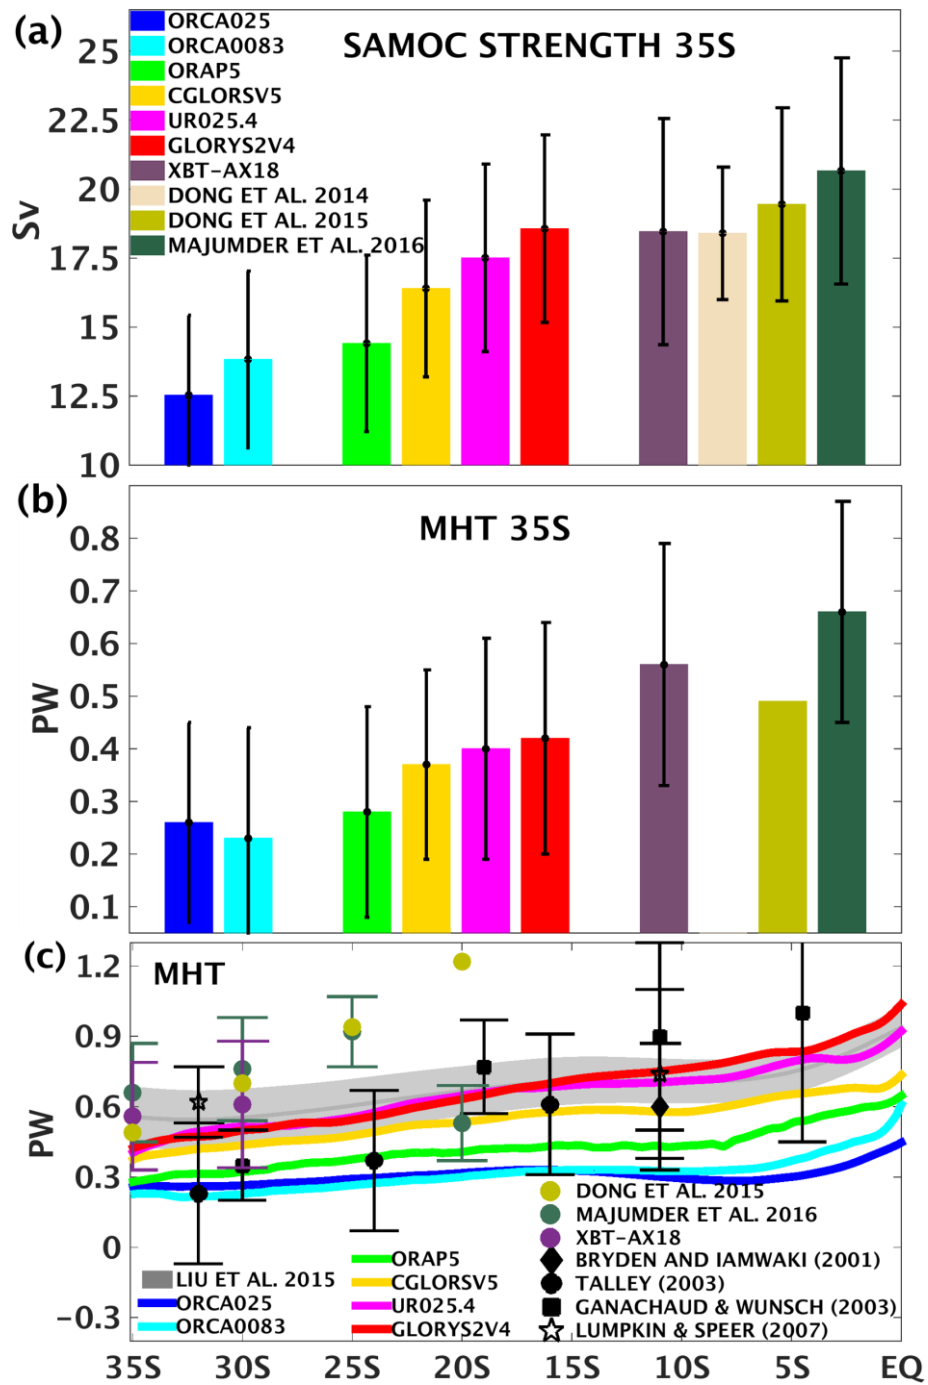 (a)
SAMOC STRENGTH 35S
ORCA025
ORCA0083
ORAP5
CGLORSV5
UR025.4
GLORYS2V4
XBT-AX18
DONG ET AL. 2014
DONG ET AL. 2015
MAJUMDER ET AL. 2016
Sv
25
22.5
20
17.5
15
12.5
10
(b)
MHT 35S
PW
0.8
0.7
0.6
0.5
0.4
0.3
0.2
0.1
(c)
MHT
PW
1.2
0.9
0.6
0.3
0
-0.3
LIU ET AL. 2015
ORCA025
ORCA0083
ORAP5
CGLORSV5
UR025.4
GLORYS2V4
DONG ET AL. 2015
MAJUMDER ET AL. 2016
XBT-AX18
BRYDEN AND IAMWAKI (2001)
TALLEY (2003)
GANACHAUD & WUNSCH (2003)
LUMPKIN & SPEER (2007)
35S 30S 25S 20S 15S 10S 5S EQ